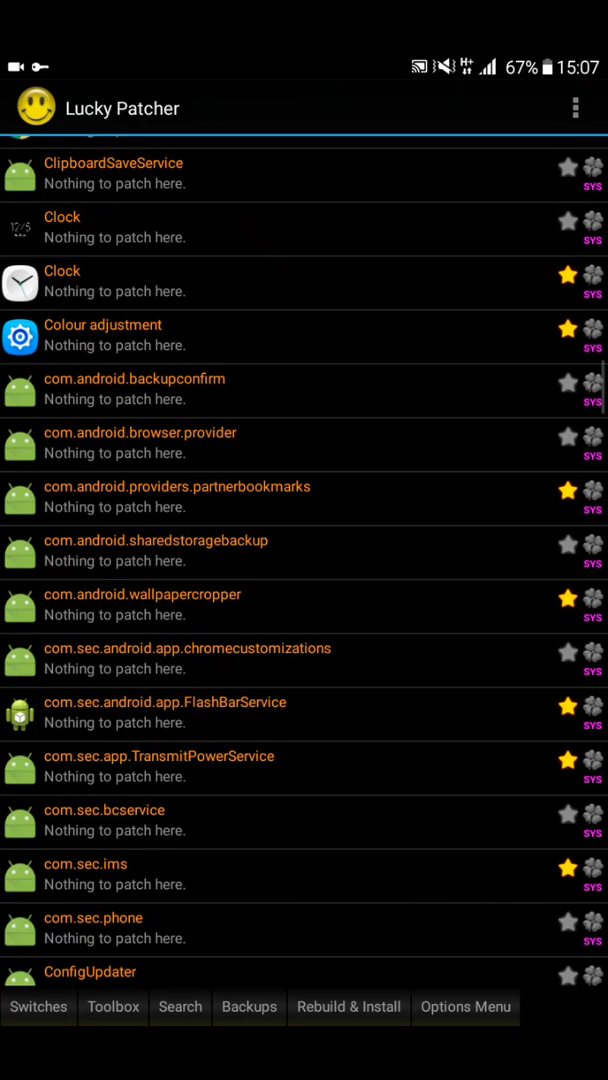 H+ 67% 15:07
Lucky Patcher
ClipboardSaveService
Nothing to patch here.
SYS
Clock
Nothing to patch here.
SYS
Clock
Nothing to patch here.
SYS
Colour adjustment
Nothing to patch here.
SYS
com.android.backupconfirm
Nothing to patch here.
SYS
com.android.browser.provider
Nothing to patch here.
SYS
com.android.providers.partnerbookmarks
Nothing to patch here.
SYS
com.android.sharedstoragebackup
Nothing to patch here.
SYS
com.android.wallpapercropper
Nothing to patch here.
SYS
com.sec.android.app.chromecustomizations
Nothing to patch here.
SYS
com.sec.android.app.FlashBarService
Nothing to patch here.
SYS
com.sec.app.TransmitPowerService
Nothing to patch here.
SYS
com.sec.bcservice
Nothing to patch here.
SYS
com.sec.ims
Nothing to patch here.
SYS
com.sec.phone
Nothing to patch here.
SYS
ConfigUpdater
Switches Toolbox Search Backups Rebuild & Install Options Menu